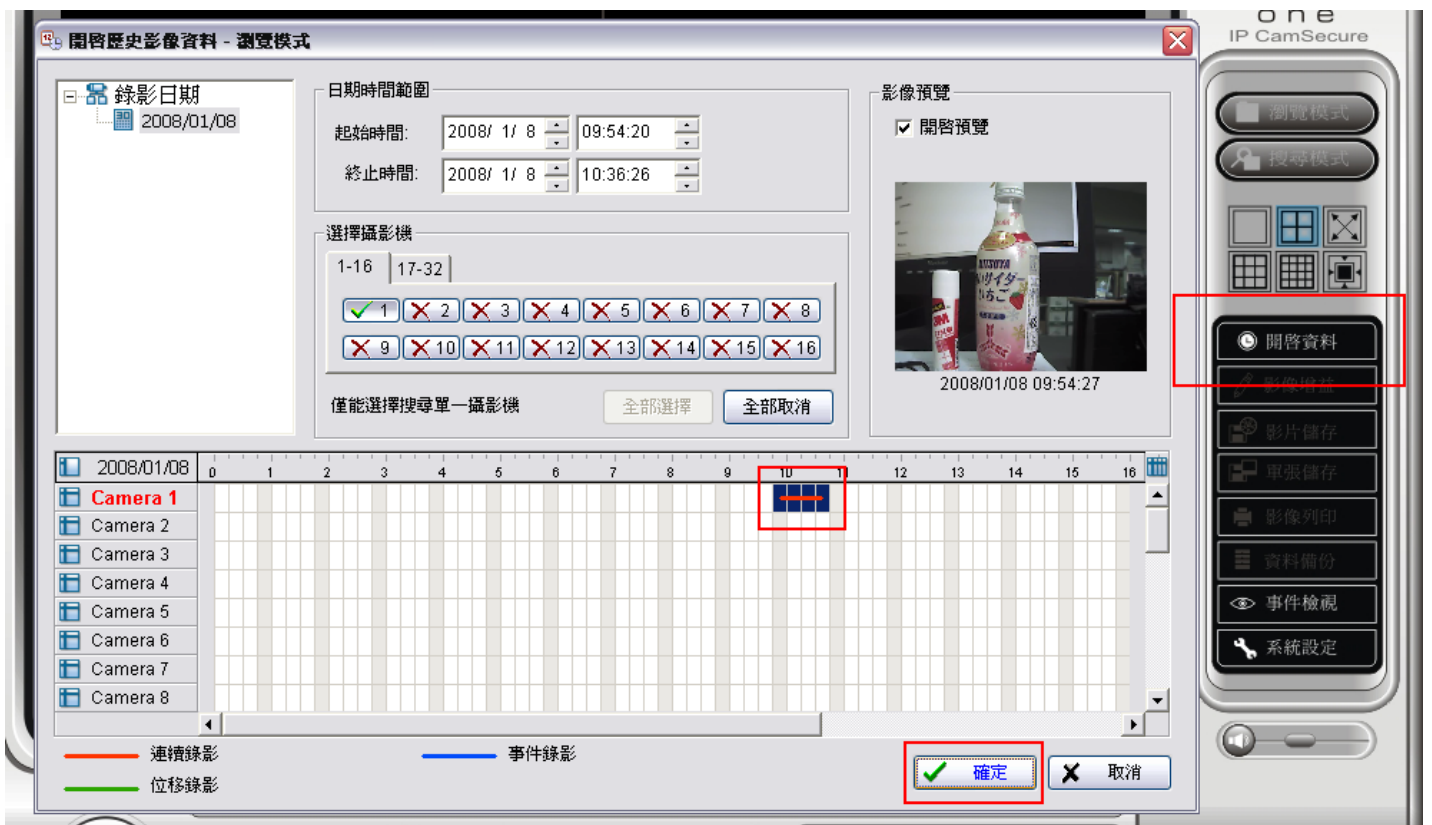 one
IP CamSecure
開啓歷史影像資料 - 瀏覽模式
錄影日期
2008/01/08
日期時間範圍
起始時間: 2008/ 1/ 8 09:54:20
終止時間: 2008/ 1/ 8 10:36:26
選擇攝影機
1-16 17-32
1 2 3 4 5 6 7 8
9 10 11 12 13 14 15 16
僅能選擇搜尋單一攝影機 全部選擇 全部取消
影像預覽
開啓預覽
いちご
3M
2008/01/08 09:54:27
瀏覽模式
搜尋模式
開啓資料
影像增益
影片儲存
單張儲存
影像列印
資料備份
事件檢視
系統設定
2008/01/08 0 1 2 3 4 5 6 7 8 9 10 11 12 13 14 15 16
Camera 1
Camera 2
Camera 3
Camera 4
Camera 5
Camera 6
Camera 7
Camera 8
連續錄影 事件錄影
位移錄影
確定 取消